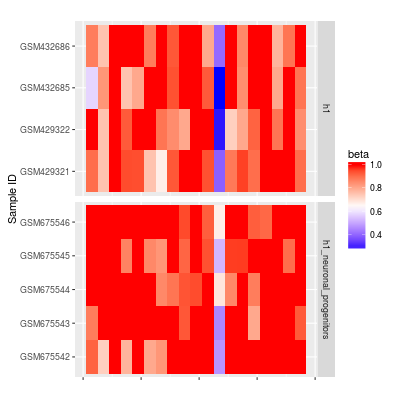 Sample ID
GSM432686
GSM432685
GSM429322
GSM429321
h1
GSM675546
GSM675545
GSM675544
GSM675543
GSM675542
h1_neuronal_progenitors
beta
1.0
0.8
0.6
0.4